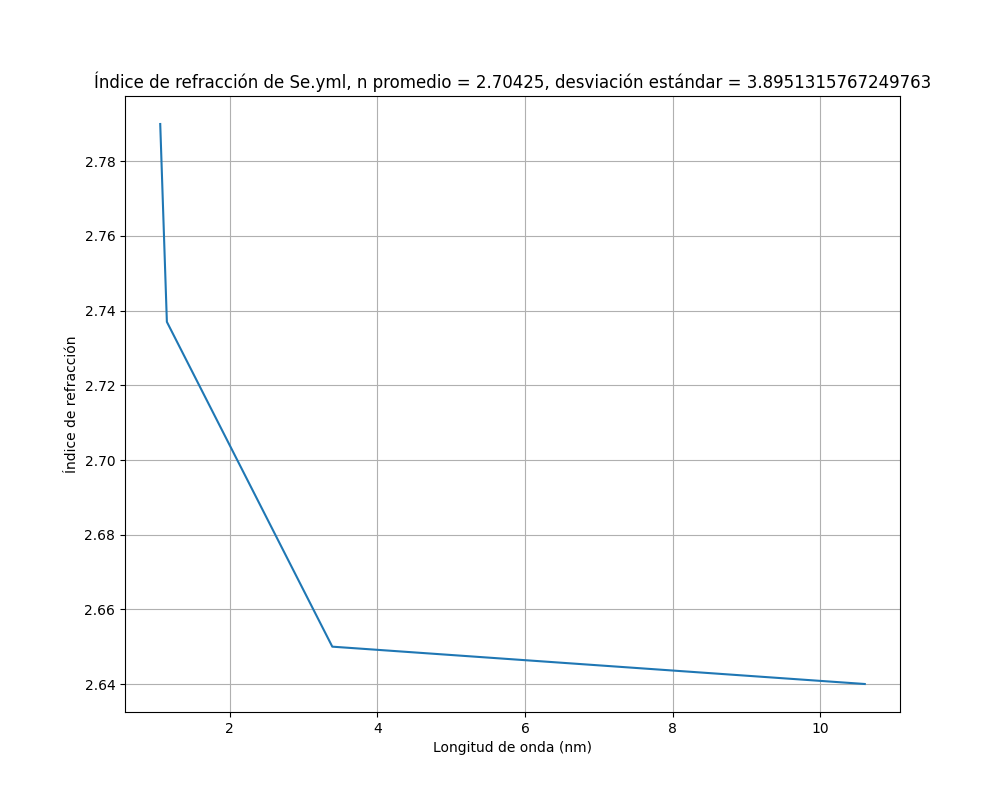 Índice de refracción de Se.yml, n promedio = 2.70425, desviación estándar = 3.8951315767249763
2.78
2.76
2.74
2.72
2.70
2.68
2.66
2.64
Índice de refracción
2 4 6 8 10
Longitud de onda (nm)